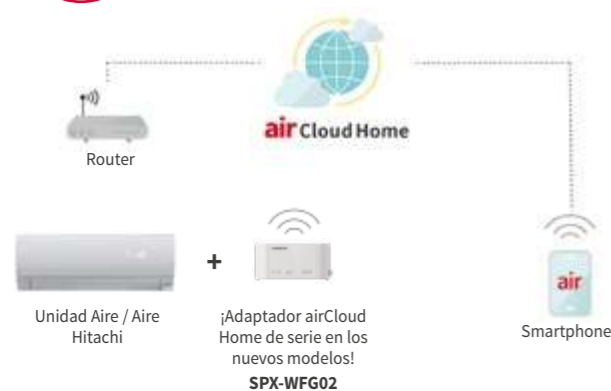 air Cloud Home
Router
+
Unidad Aire / Aire
Hitachi
¡Adaptador airCloud
Home de serie en los
nuevos modelos!
SPX-WFG02
air
Smartphone